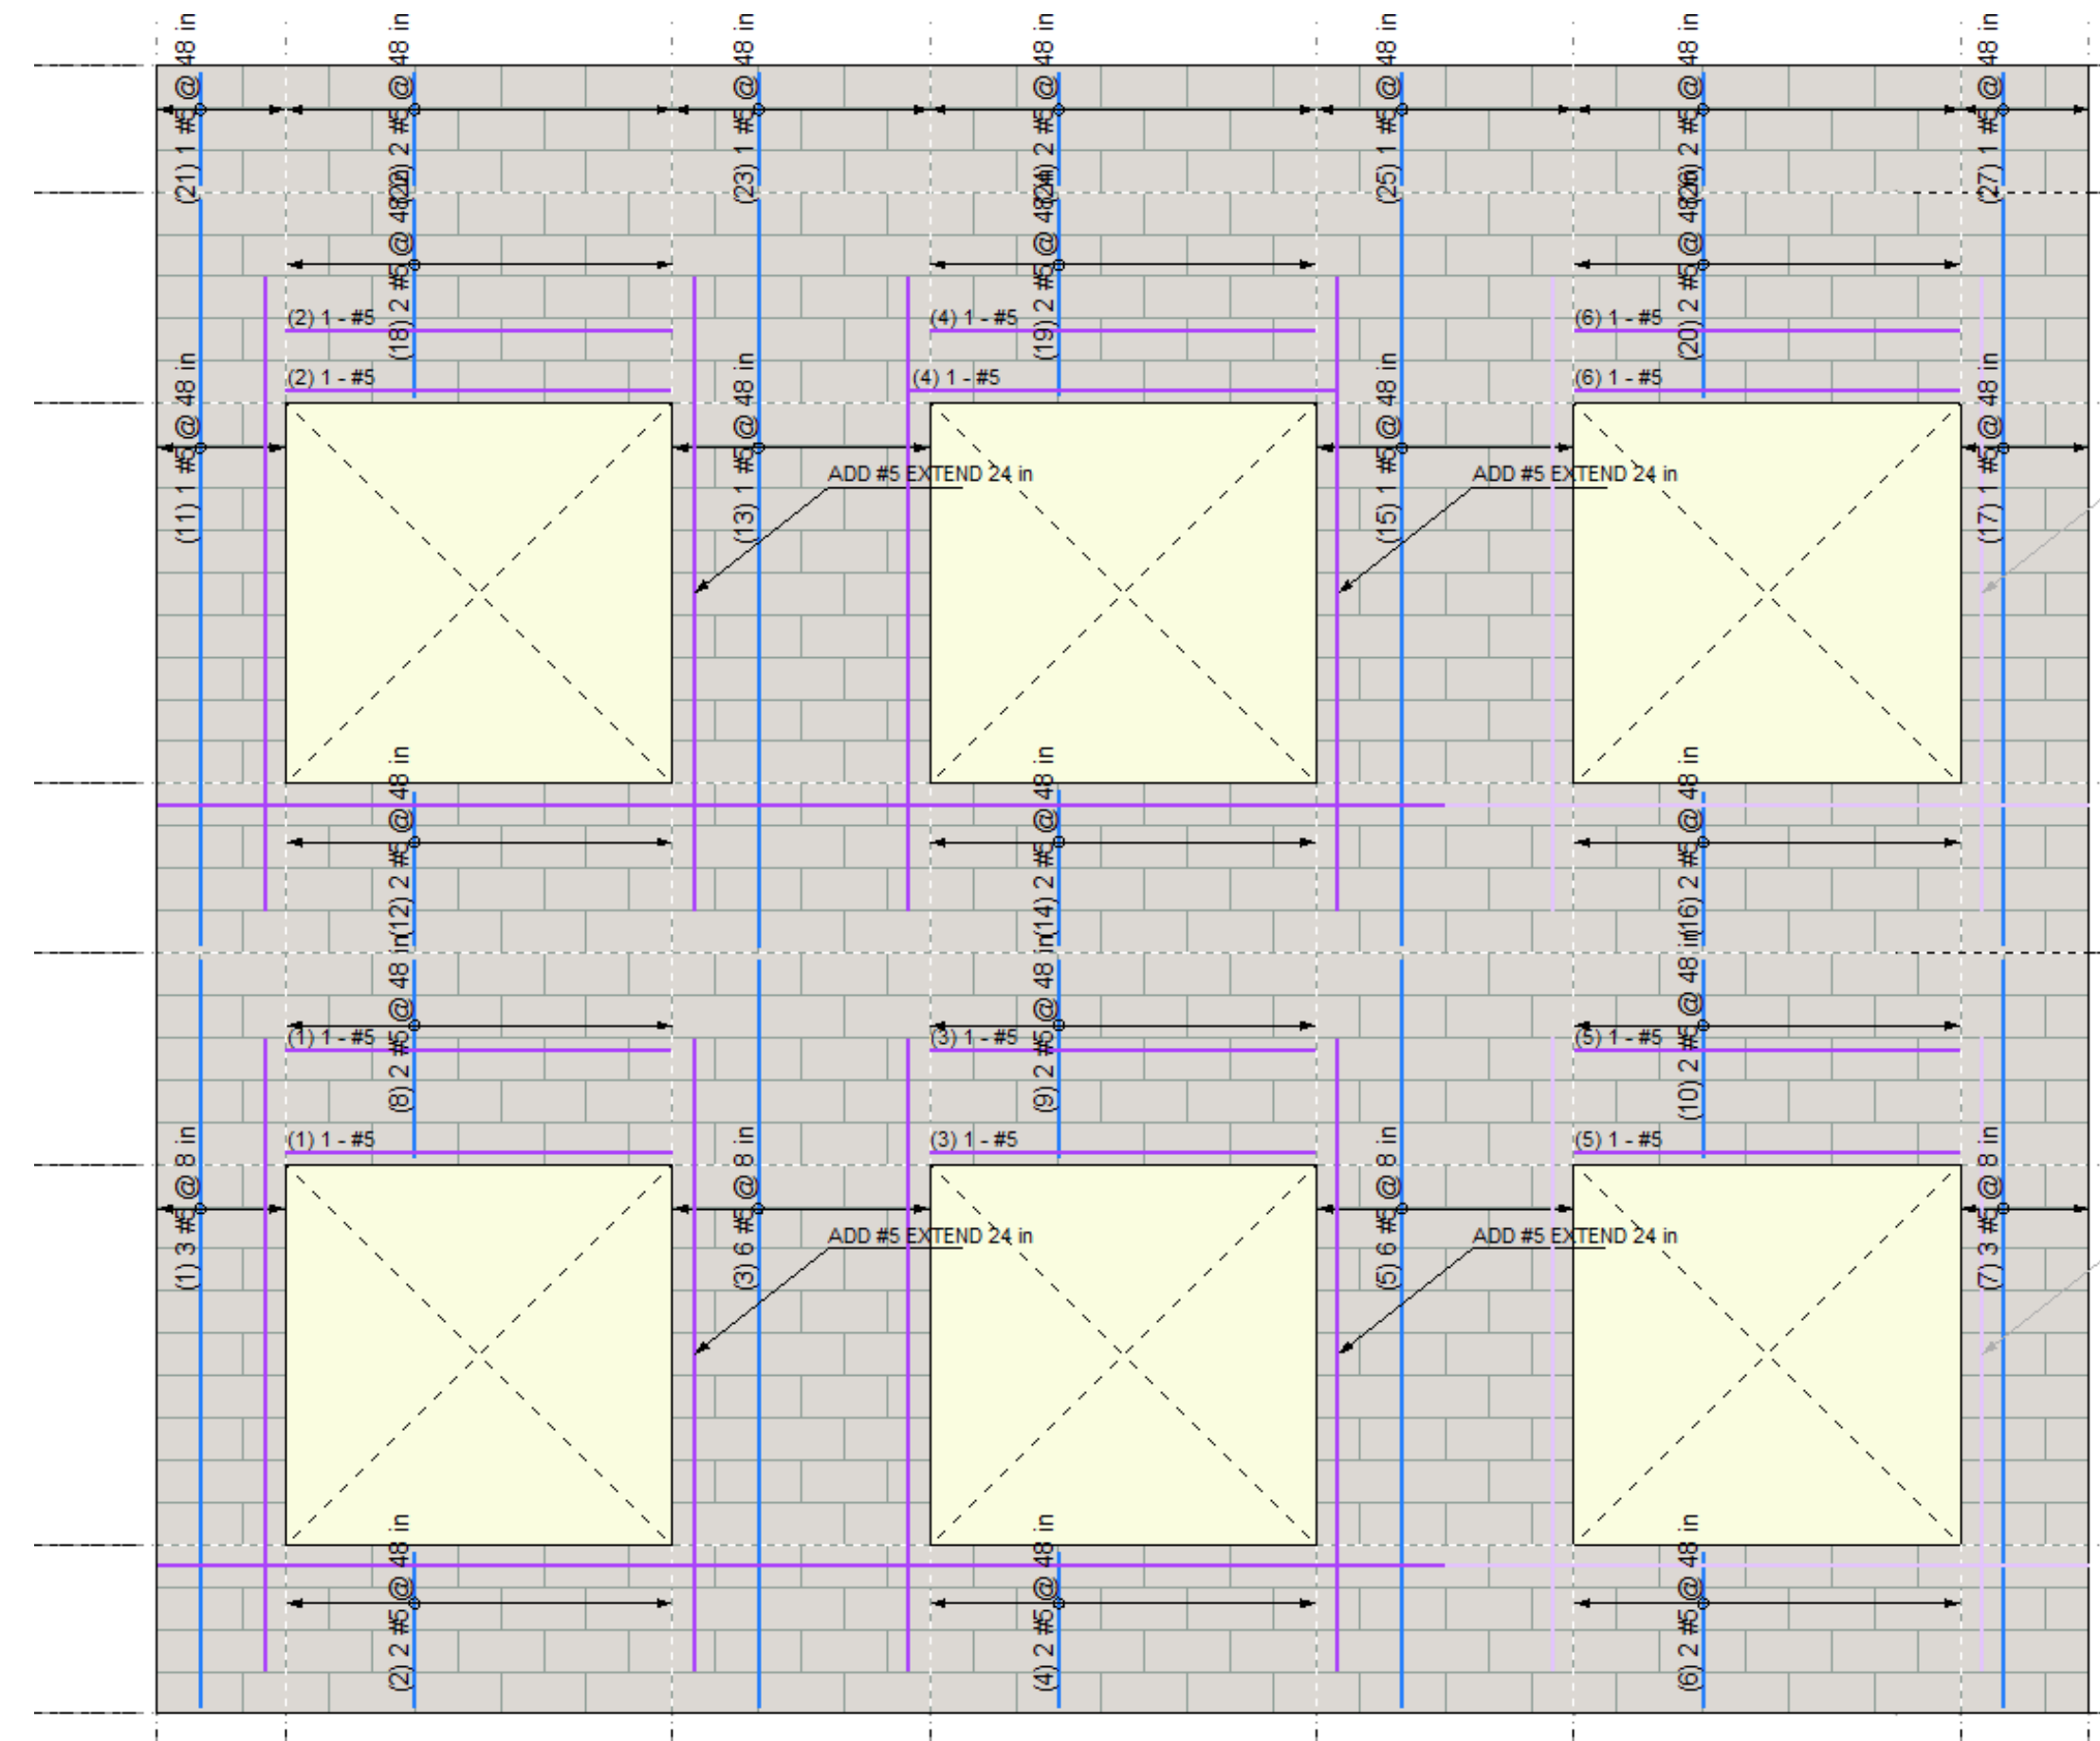 (21) 1 #5 @ 48 in
(22) 2 #5 @ 48 in
(23) 1 #5 @ 48 in
(24) 2 #5 @ 48 in
(25) 1 #5 @ 48 in
(26) 2 #5 @ 48 in
(27) 1 #5 @ 48 in
(18) 2 #5 @ 48 in
(19) 2 #5 @ 48 in
(20) 2 #5 @ 48 in
(2) 1 - #5
(4) 1 - #5
(6) 1 - #5
(2) 1 - #5
(4) 1 - #5
(6) 1 - #5
(11) 1 #5 @ 48 in
(13) 1 #5 @ 48 in
(15) 1 #5 @ 48 in
(17) 1 #5 @ 48 in
ADD #5 EXTEND 24 in
ADD #5 EXTEND 24 in
(12) 2 #5 @ 48 in
(14) 2 #5 @ 48 in
(16) 2 #5 @ 48 in
(8) 2 #5 @ 48 in
(9) 2 #5 @ 48 in
(10) 2 #5 @ 48 in
(1) 1 - #5
(3) 1 - #5
(5) 1 - #5
(1) 1 - #5
(3) 1 - #5
(5) 1 - #5
(1) 3 #5 @ 8 in
(3) 6 #5 @ 8 in
(5) 6 #5 @ 8 in
(7) 3 #5 @ 8 in
ADD #5 EXTEND 24 in
ADD #5 EXTEND 24 in
(2) 2 #5 @ 48 in
(4) 2 #5 @ 48 in
(6) 2 #5 @ 48 in